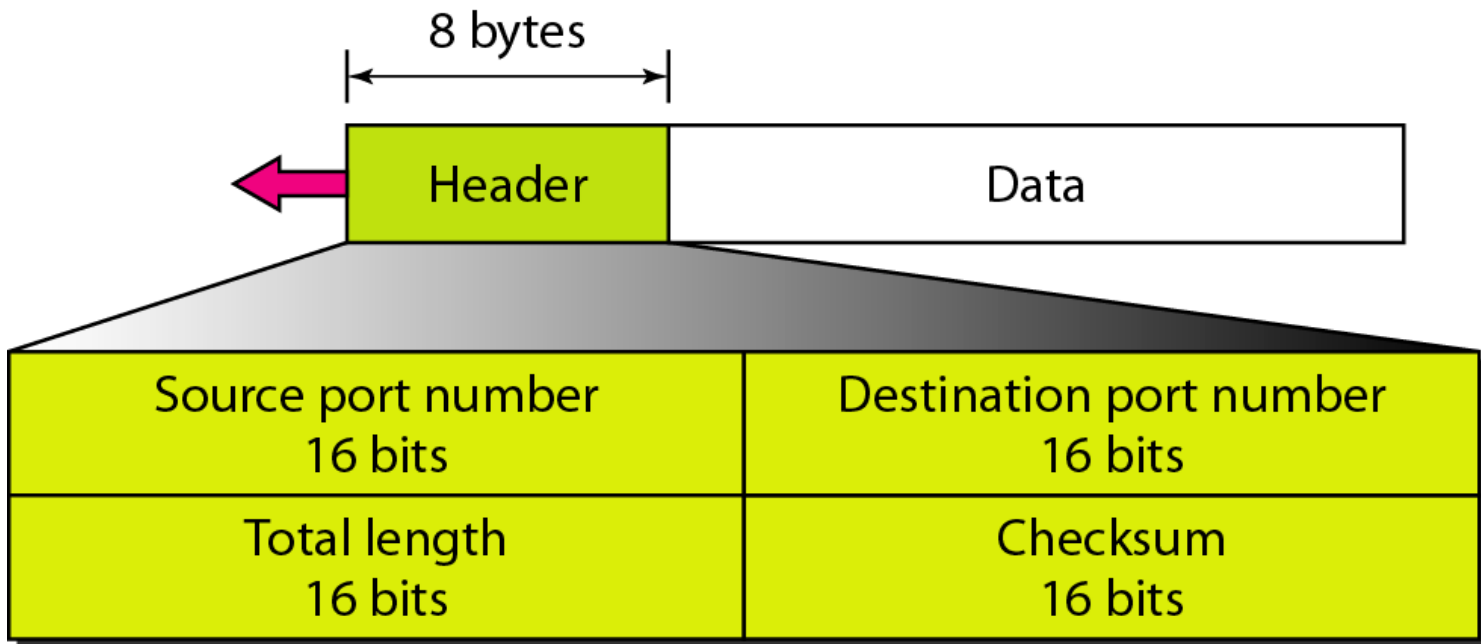 8 bytes
Header
Data
Source port number
16 bits
Destination port number
16 bits
Total length
16 bits
Checksum
16 bits